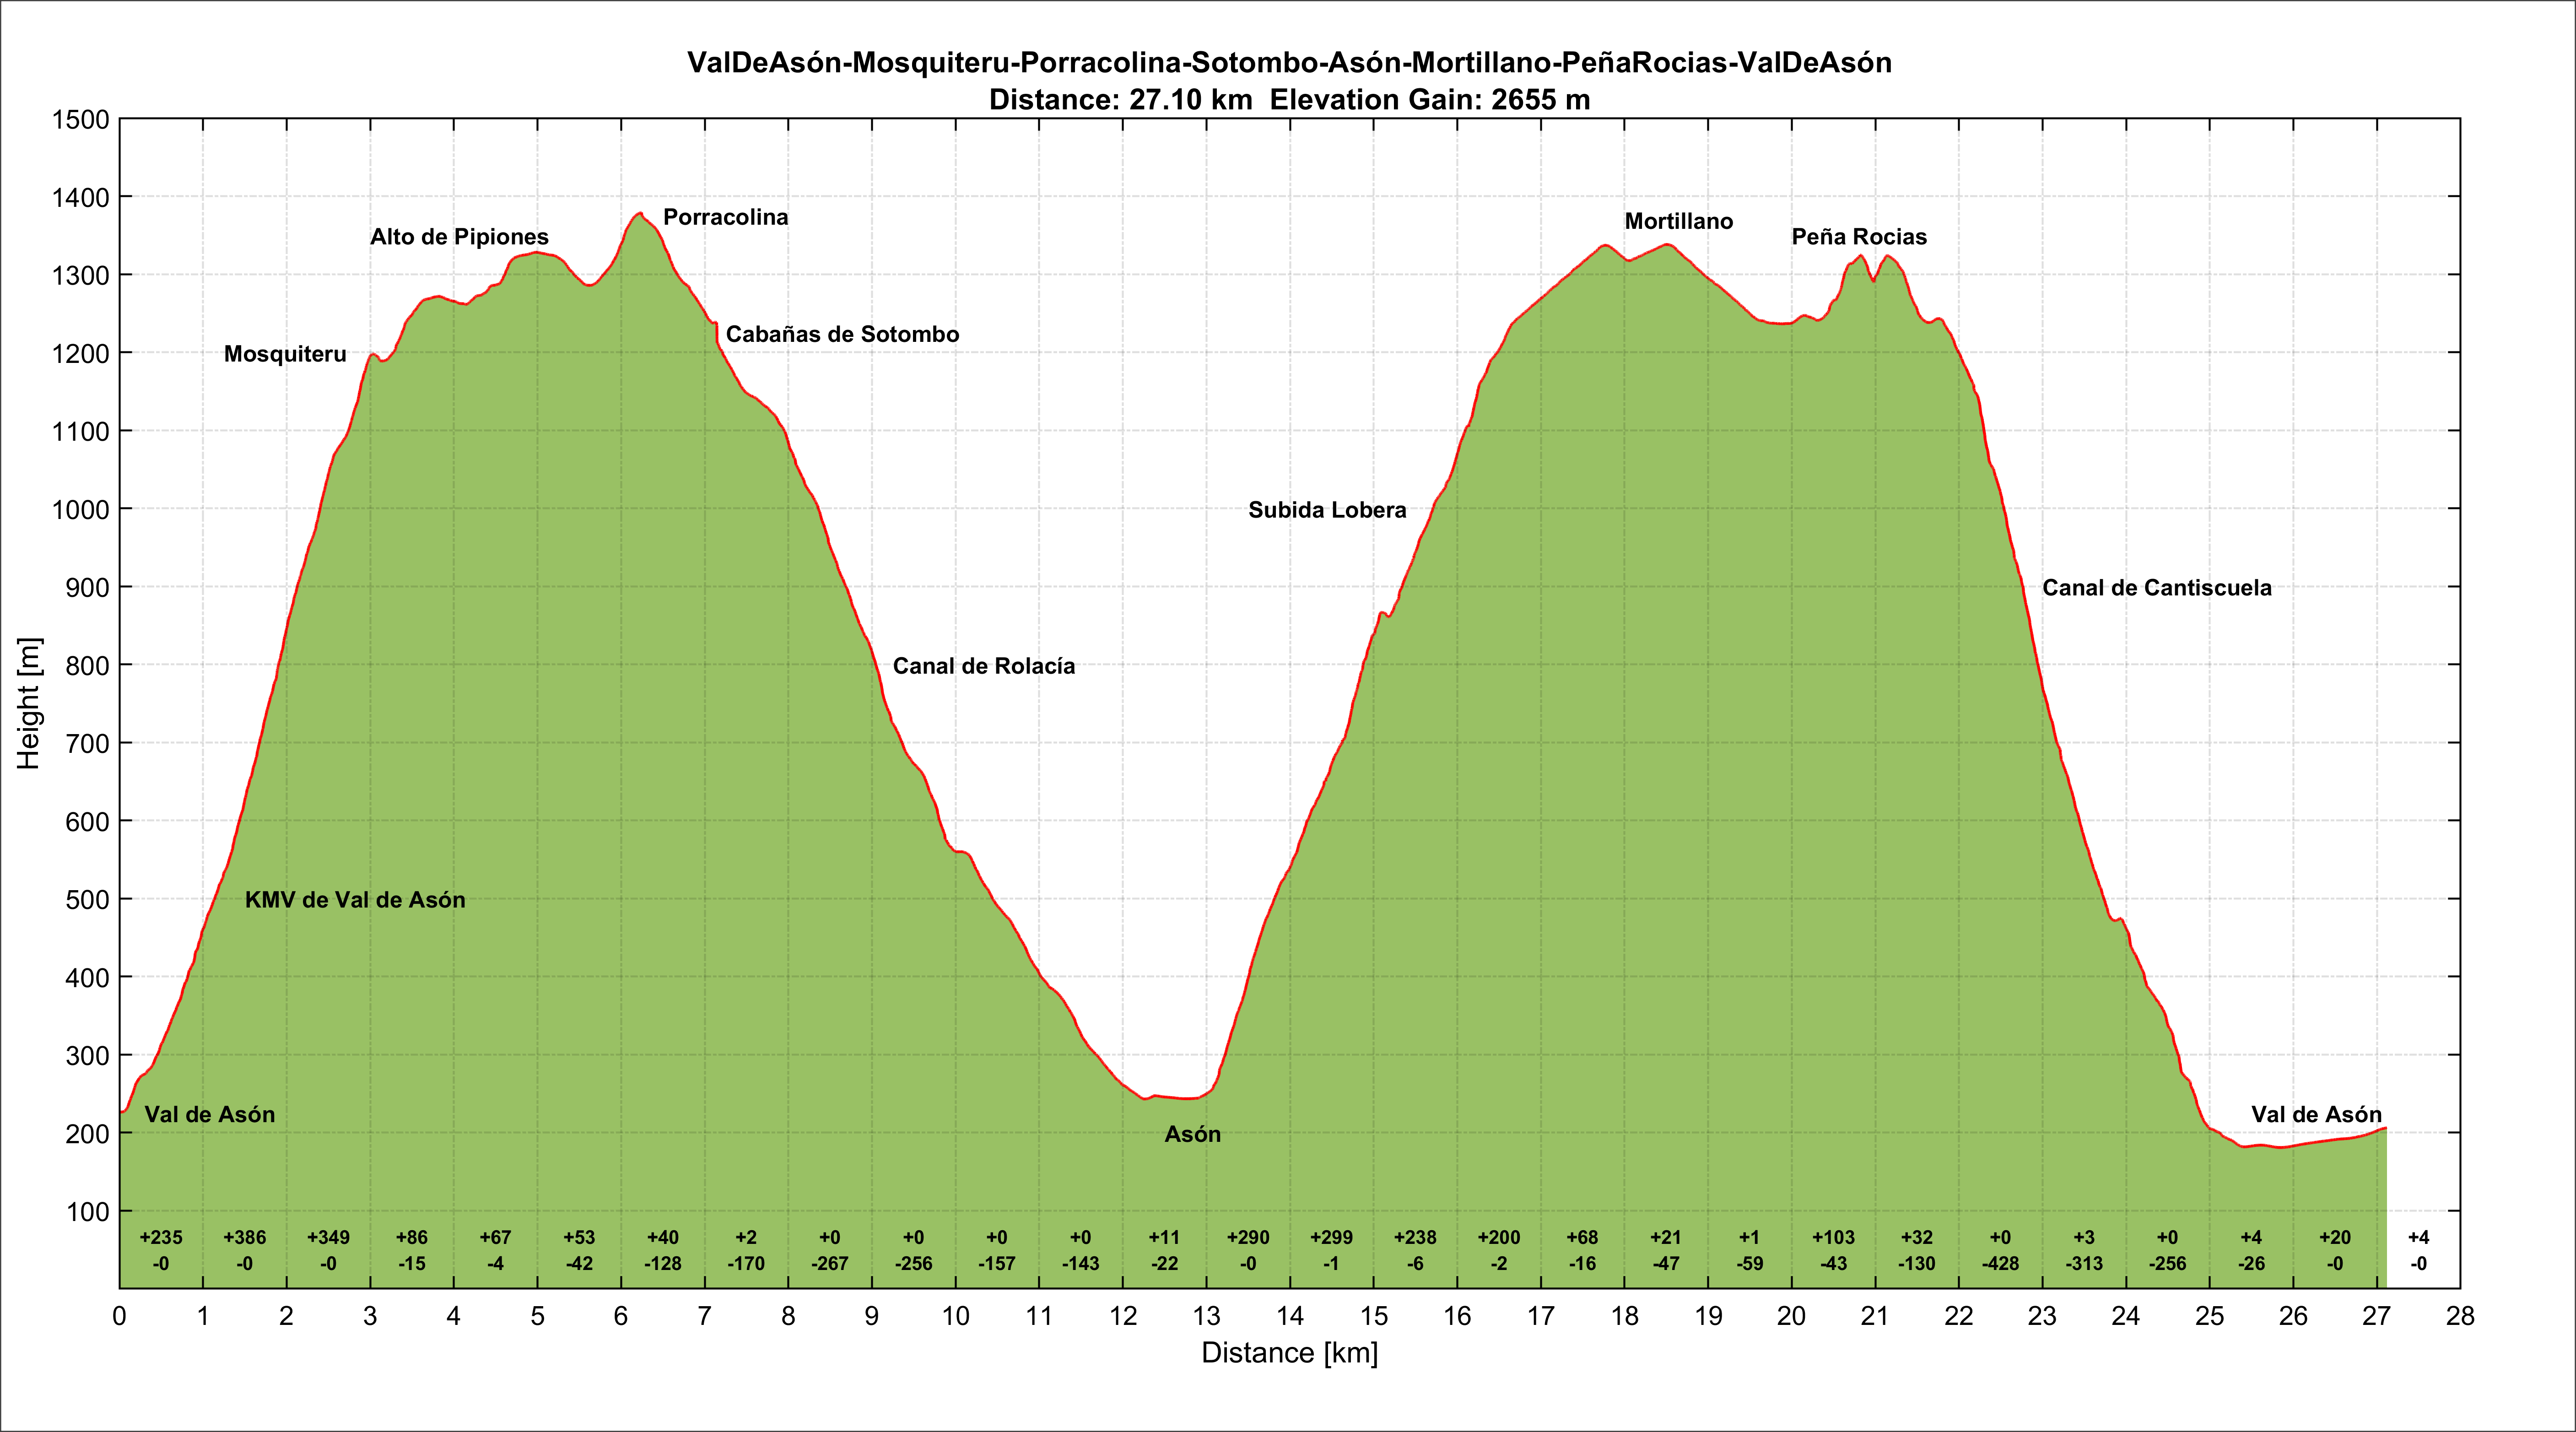 ValDeAsón-Mosquiteru-Porracolina-Sotombo-Asón-Mortillano-PeñaRocias-ValDeAsón
Distance: 27.10 km  Elevation Gain: 2655 m
1500
1400
1300
1200
1100
1000
900
800
700
600
500
400
300
200
100
Height [m]
Porracolina
Mortillano
Alto de Pipiones
Peña Rocias
Cabañas de Sotombo
Mosquiteru
Subida Lobera
Canal de Cantiscuela
Canal de Rolacía
KMV de Val de Asón
Val de Asón
Val de Asón
Asón
+235 +386 +349 +86 +67 +53 +40 +2 +0 +0 +0 +0 +11 +290 +299 +238 +200 +68 +21 +1 +103 +32 +0 +3 +0 +4 +20 +4
-0 -0 -0 -15 -4 -42 -128 -170 -267 -256 -157 -143 -22 -0 -1 -6 -2 -16 -47 -59 -43 -130 -428 -313 -256 -26 -0 -0
0 1 2 3 4 5 6 7 8 9 10 11 12 13 14 15 16 17 18 19 20 21 22 23 24 25 26 27 28
Distance [km]